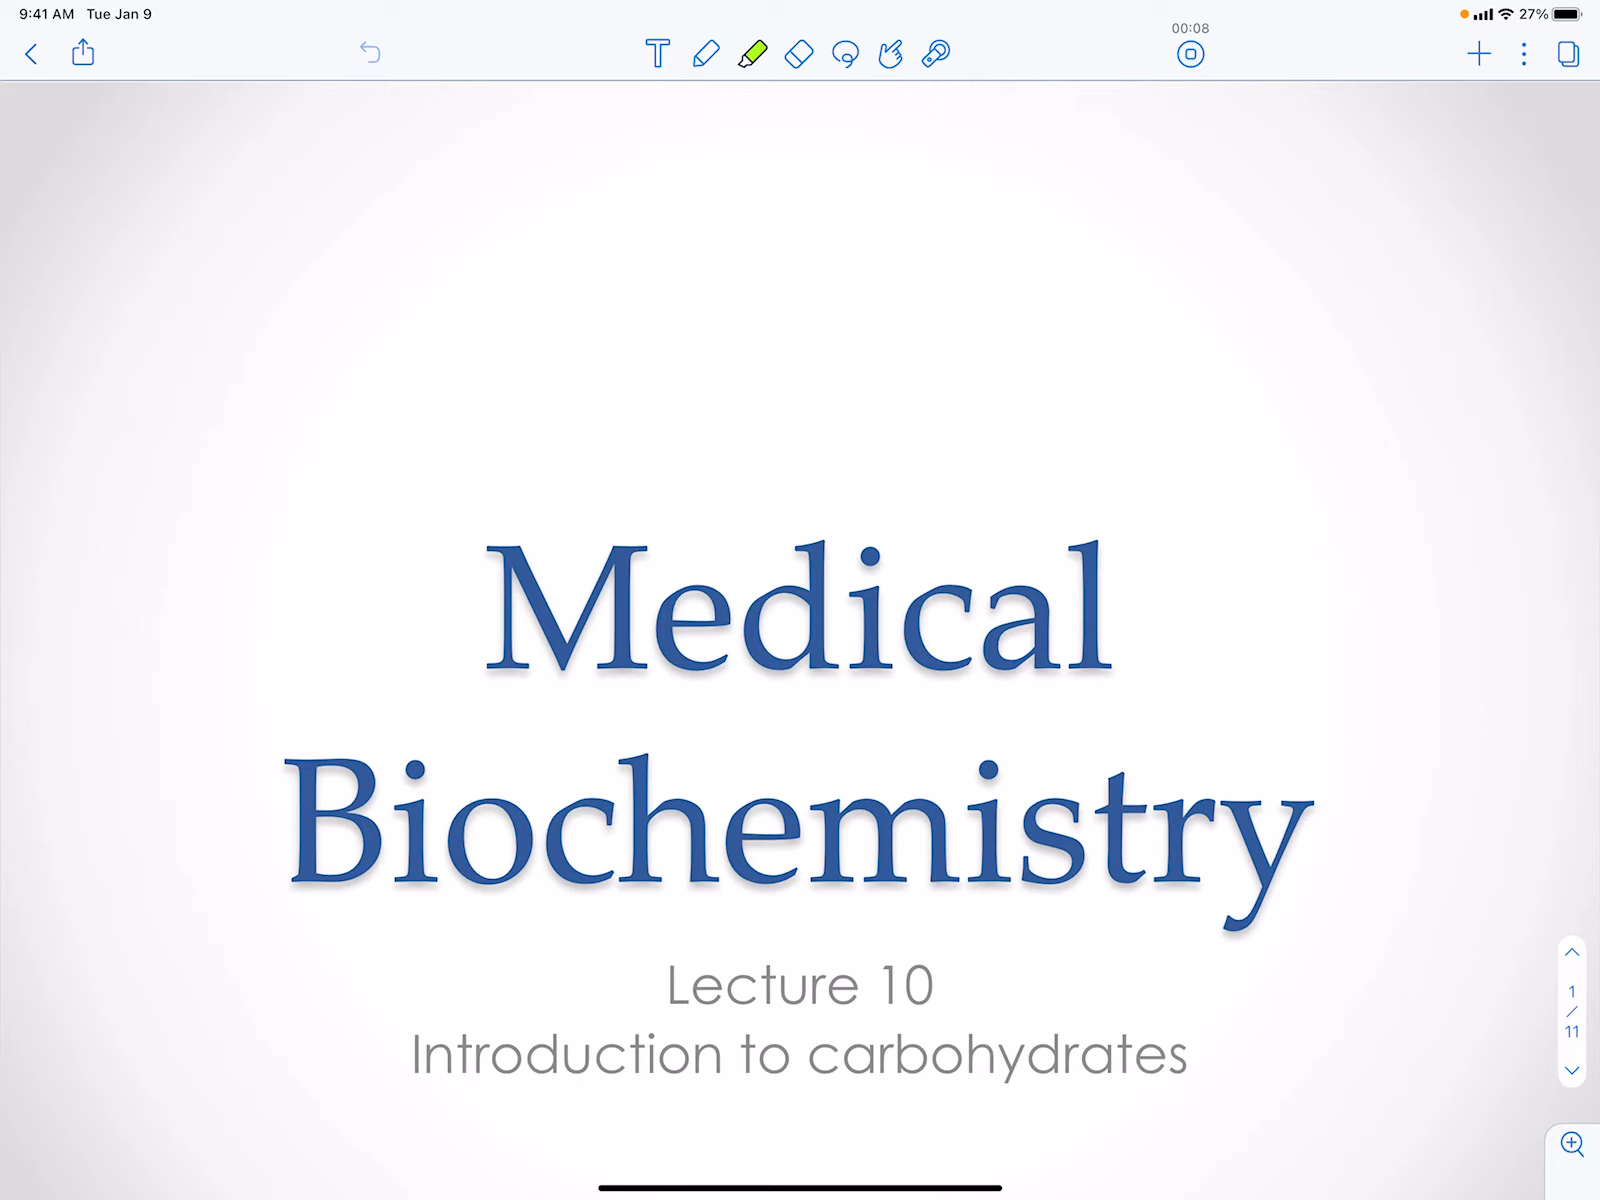 9:41 AM Tue Jan 9
27%
00:08
Medical
Biochemistry
Lecture 10
Introduction to carbohydrates
1
/
11